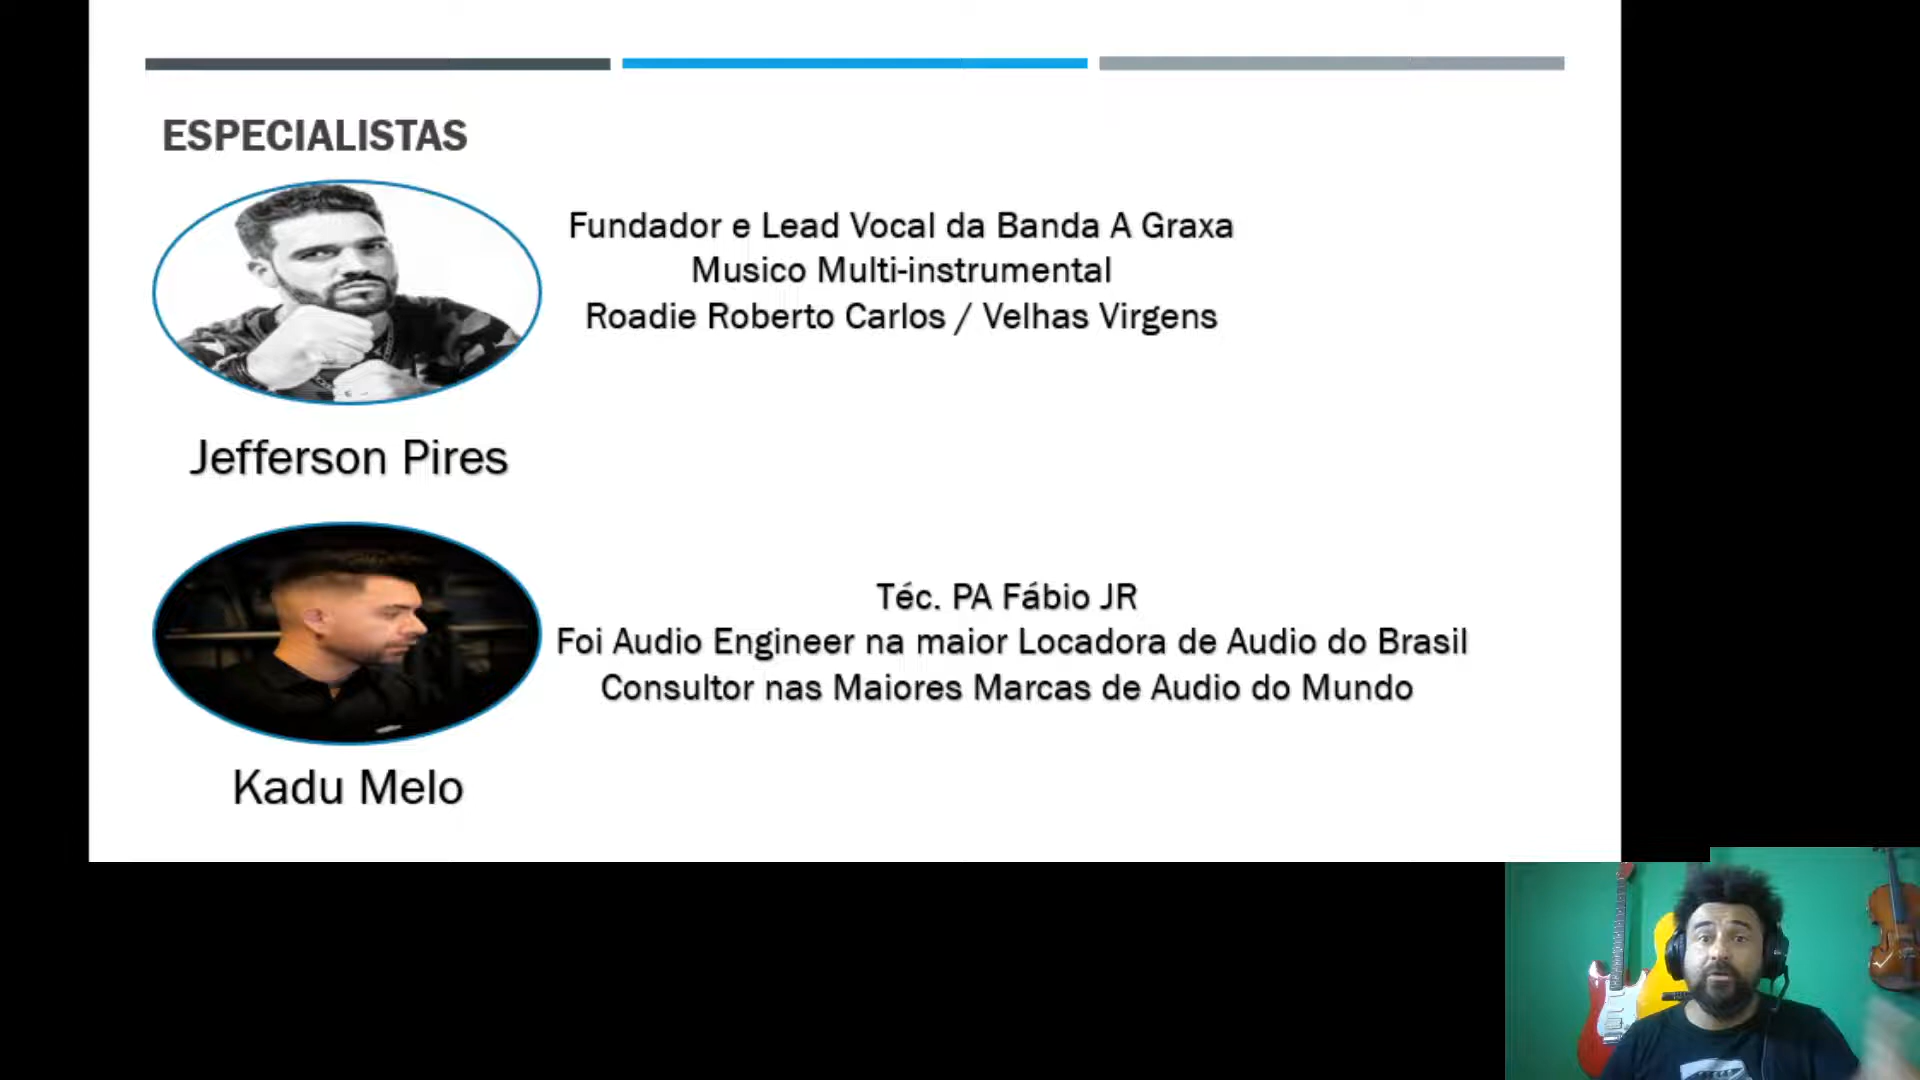 ESPECIALISTAS
Fundador e Lead Vocal da Banda A Graxa
Musico Multi-instrumental
Roadie Roberto Carlos / Velhas Virgens
Jefferson Pires
Téc. PA Fábio JR
Foi Audio Engineer na maior Locadora de Audio do Brasil
Consultor nas Maiores Marcas de Audio do Mundo
Kadu Melo